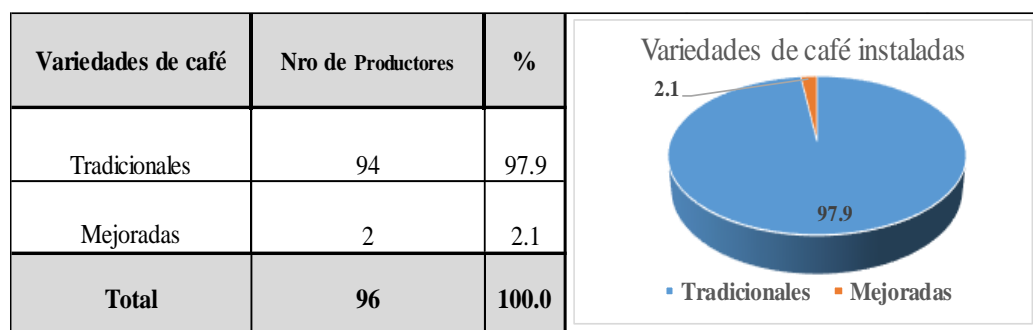 Variedades de café Nro de Productores %
Tradicionales 94 97.9
Mejoradas 2 2.1
Total 96 100.0
Variedades de café instaladas
2.1
97.9
Tradicionales Mejoradas